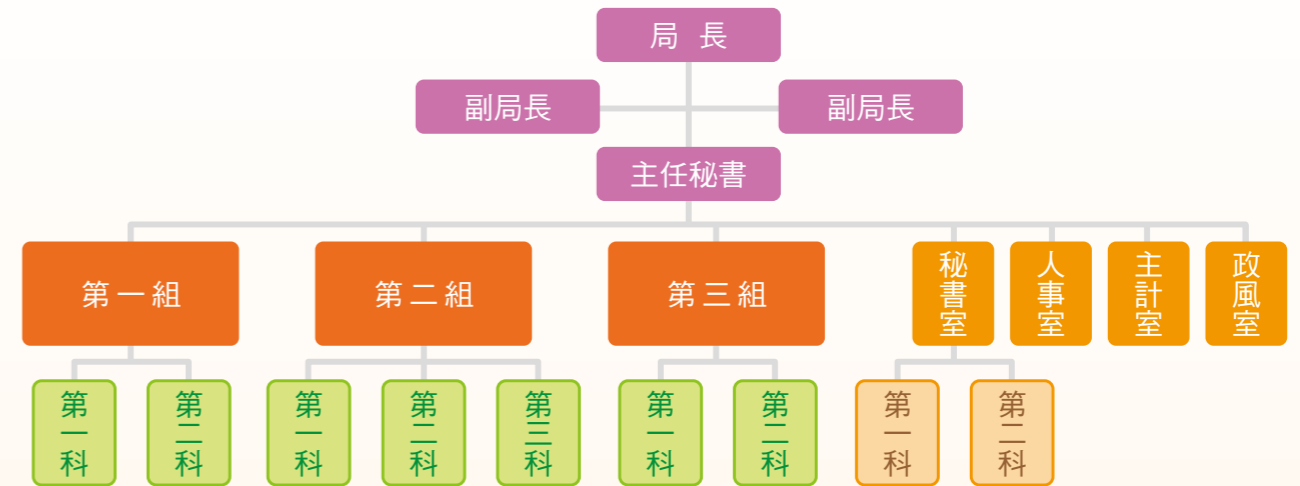 局長
副局長
副局長
主任秘書
第一組
第二組
第三組
秘書室
人事室
主計室
政風室
第一科
第二科
第一科
第二科
第三科
第一科
第二科
第一科
第二科